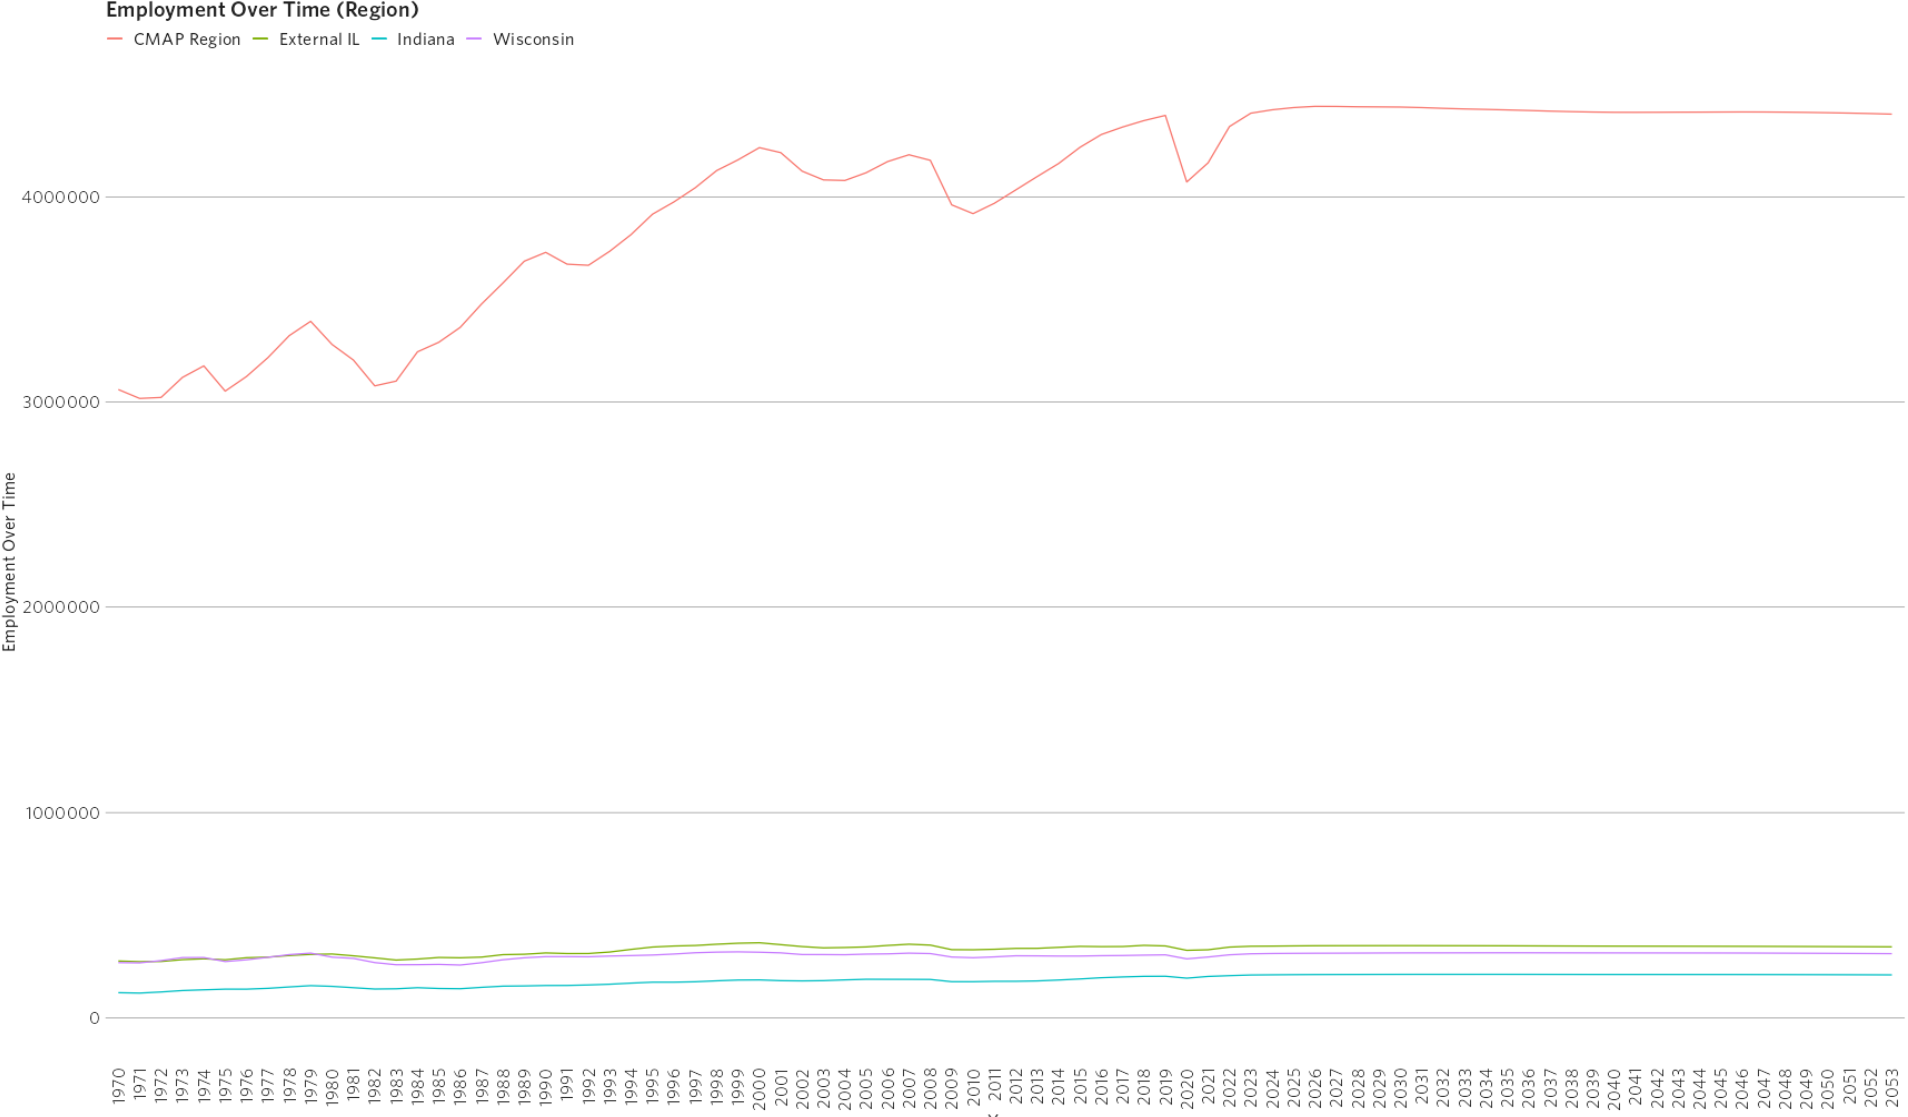 Employment Over Time (Region)
CMAP Region External IL Indiana Wisconsin
Employment Over Time
4000000
3000000
2000000
1000000
0
1970 1971 1972 1973 1974 1975 1976 1977 1978 1979 1980 1981 1982 1983 1984 1985 1986 1987 1988 1989 1990 1991 1992 1993 1994 1995 1996 1997 1998 1999 2000 2001 2002 2003 2004 2005 2006 2007 2008 2009 2010 2011 2012 2013 2014 2015 2016 2017 2018 2019 2020 2021 2022 2023 2024 2025 2026 2027 2028 2029 2030 2031 2032 2033 2034 2035 2036 2037 2038 2039 2040 2041 2042 2043 2044 2045 2046 2047 2048 2049 2050 2051 2052 2053